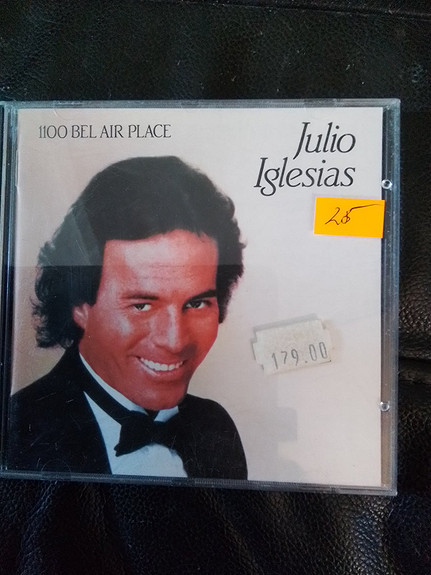 1100 BEL AIR PLACE
Julio
Iglesias
25
179.00